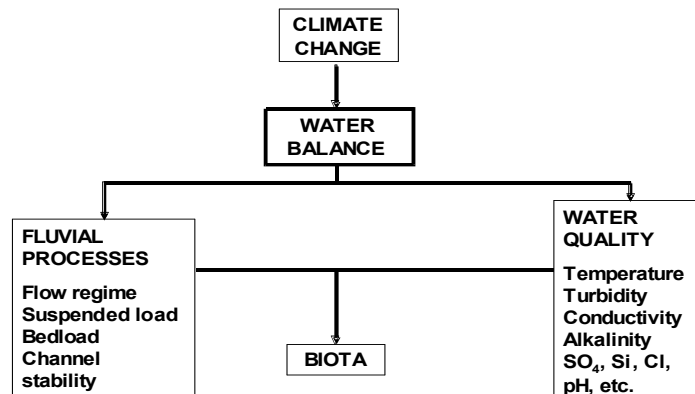 CLIMATE
CHANGE
WATER
BALANCE
FLUVIAL
PROCESSES
Flow regime
Suspended load
Bedload
Channel
stability
WATER
QUALITY
Temperature
Turbidity
Conductivity
Alkalinity
SO₄, Si, Cl,
pH, etc.
BIOTA